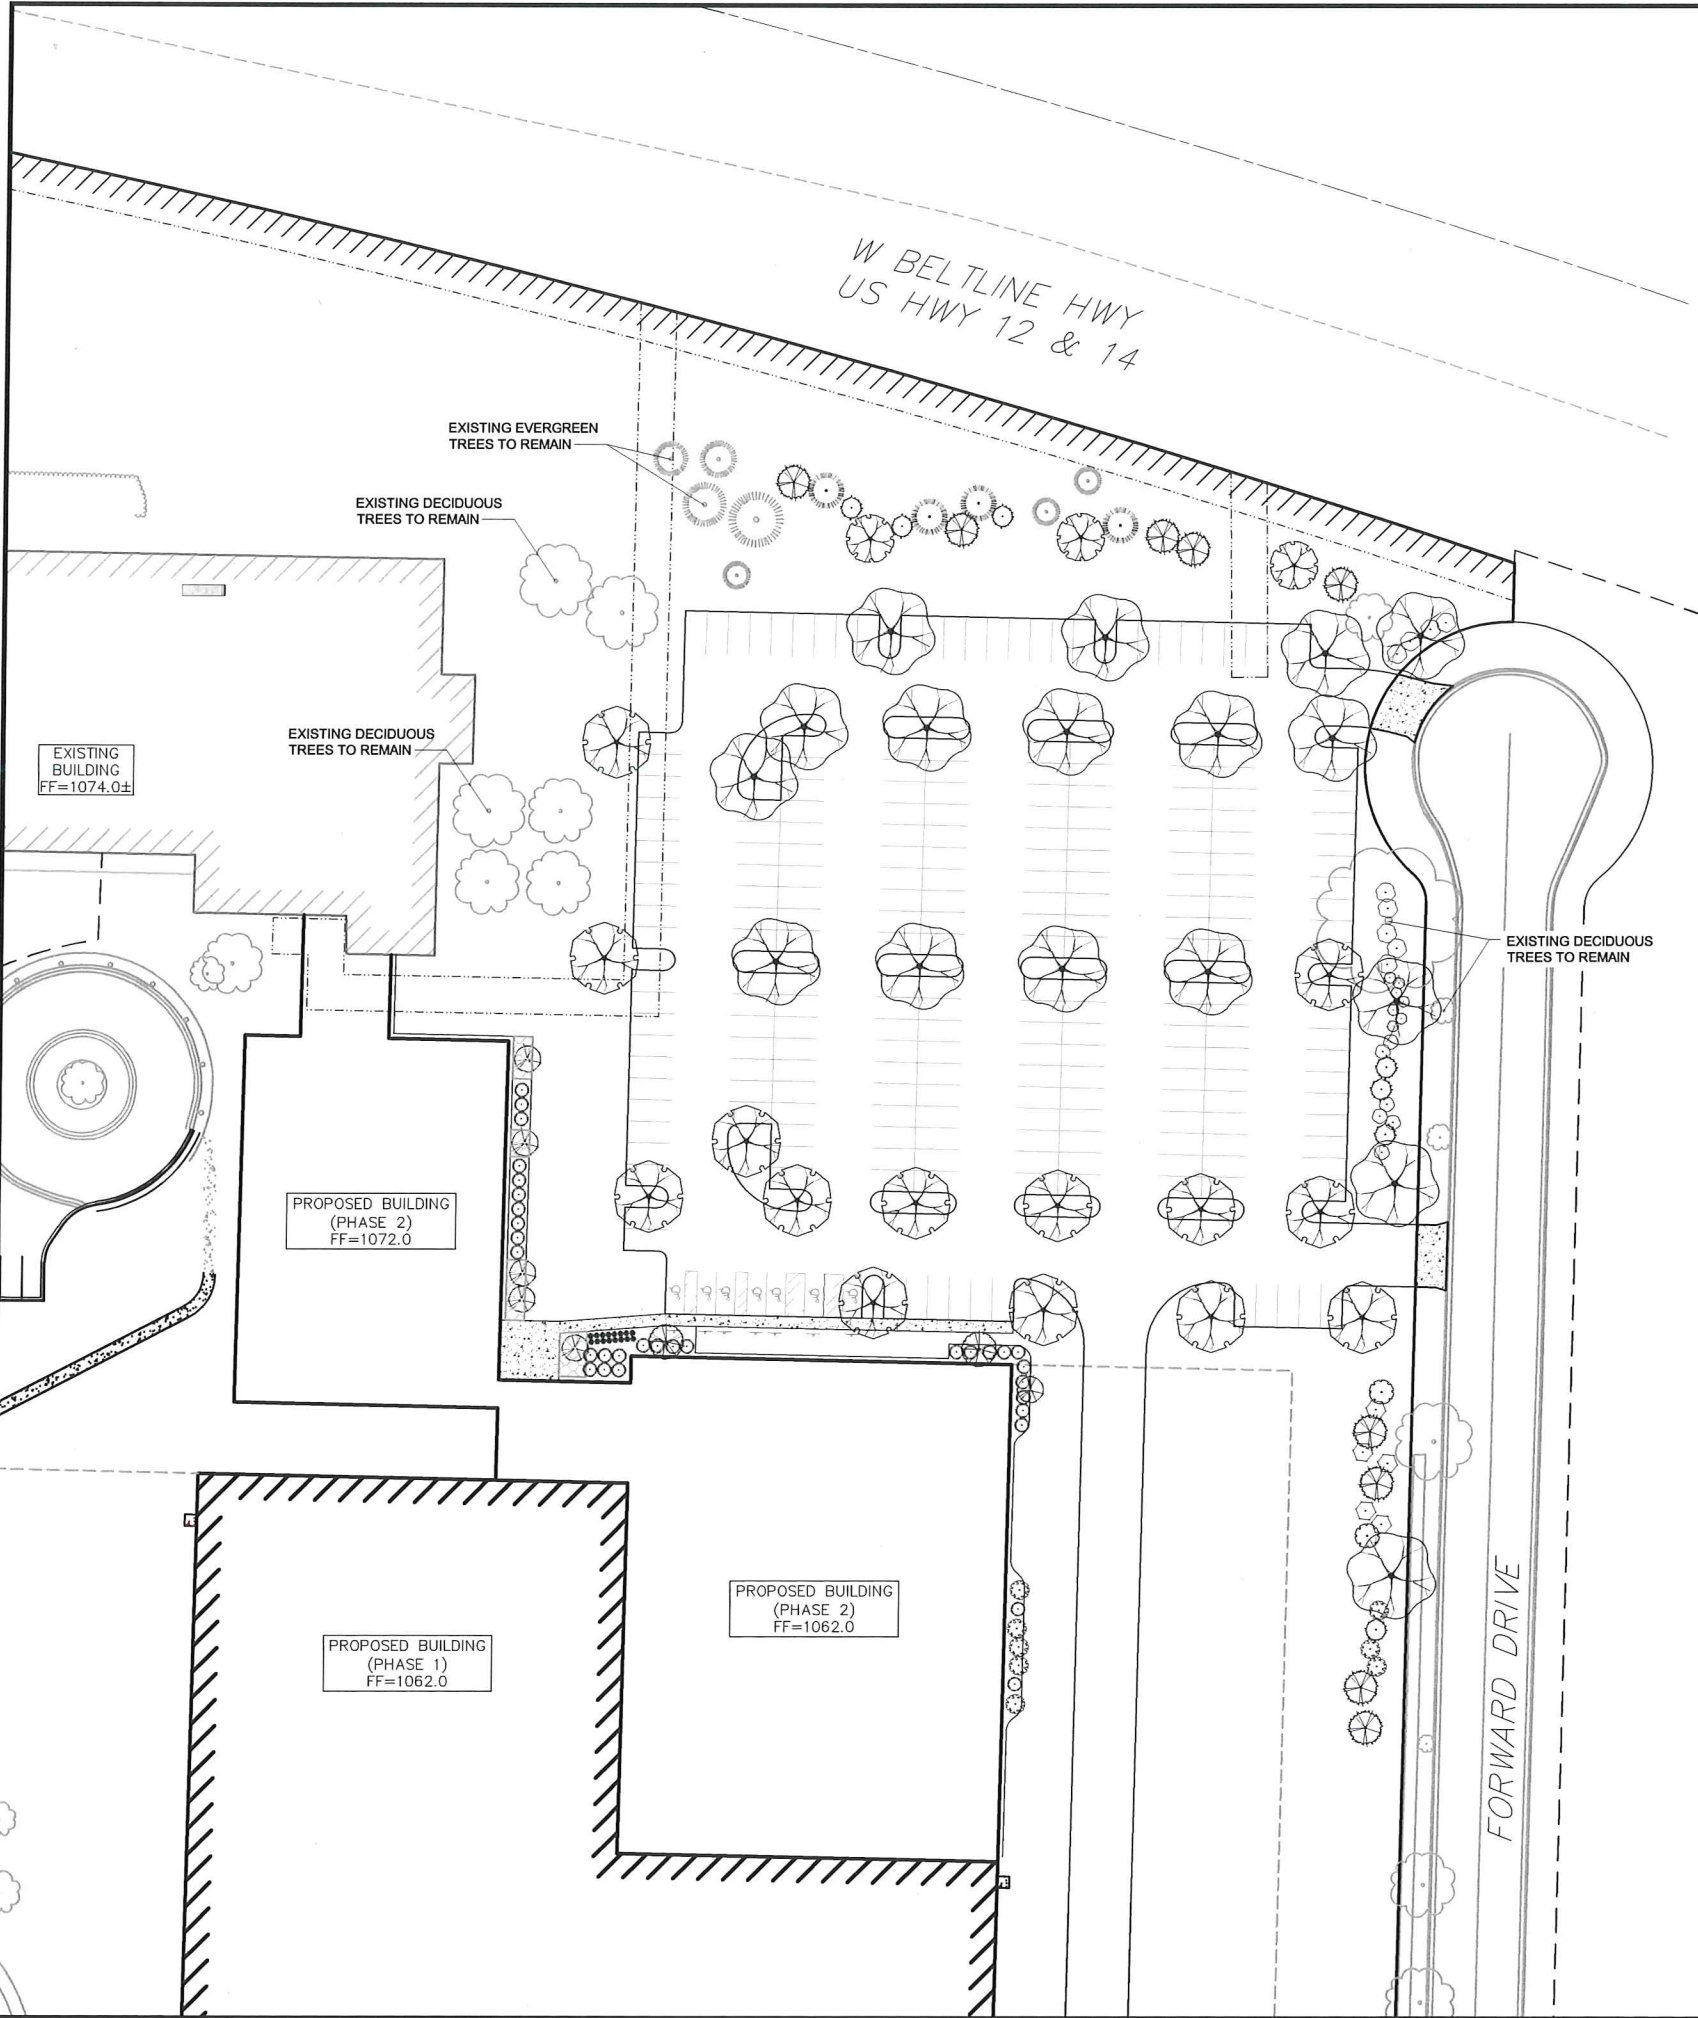 W BELTLINE HWY
US HWY 12 & 14
EXISTING EVERGREEN
TREES TO REMAIN
EXISTING DECIDUOUS
TREES TO REMAIN
EXISTING DECIDUOUS
TREES TO REMAIN
EXISTING
BUILDING
FF=1074.0±
EXISTING DECIDUOUS
TREES TO REMAIN
PROPOSED BUILDING
(PHASE 2)
FF=1072.0
PROPOSED BUILDING
(PHASE 2)
FF=1062.0
PROPOSED BUILDING
(PHASE 1)
FF=1062.0
FORWARD DRIVE